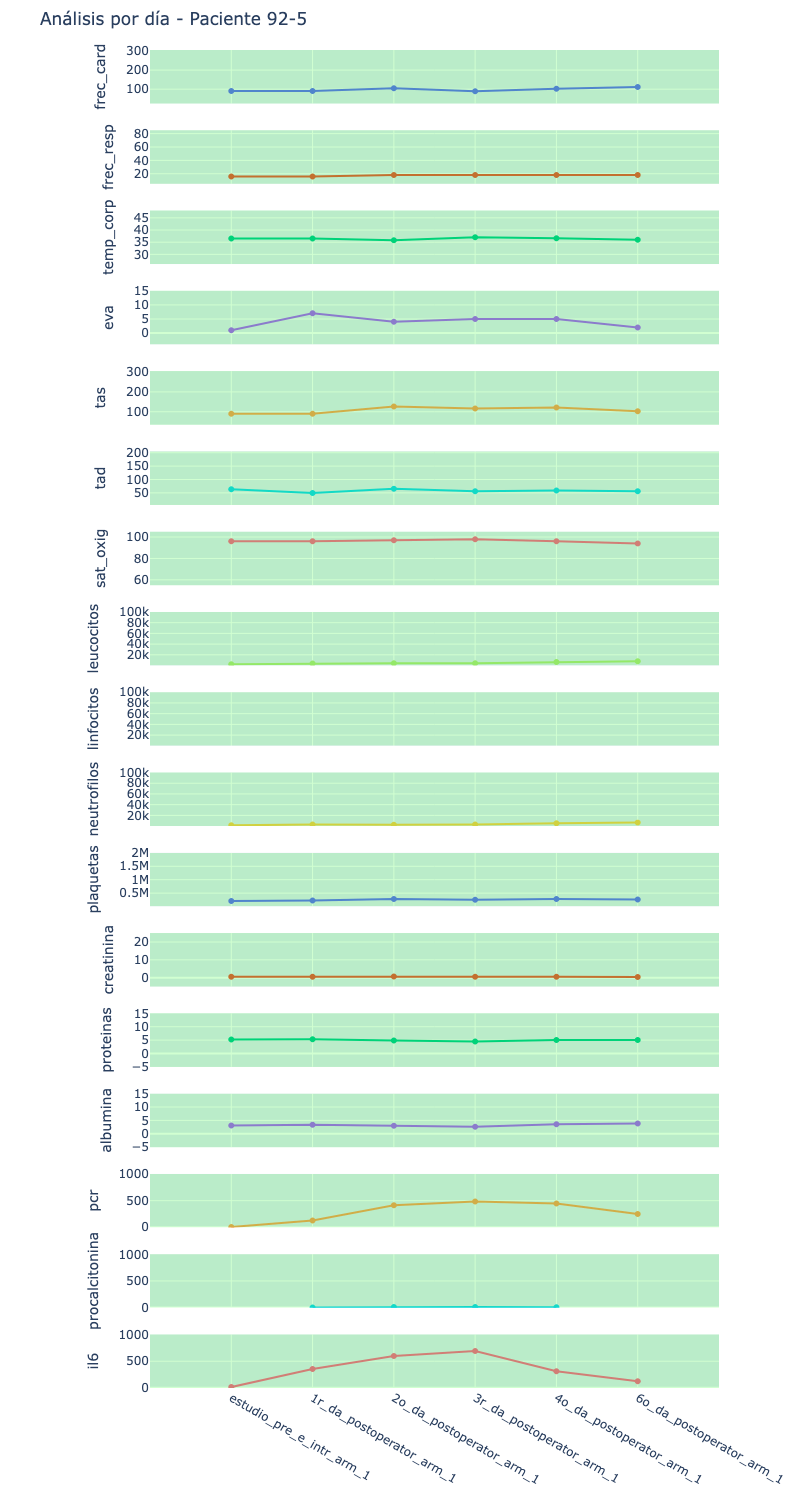 Análisis por día - Paciente 92-5
frec_card
300
200
100
frec_resp
80
60
40
20
temp_corp
45
40
35
30
eva
15
10
5
0
tas
300
200
100
tad
200
150
100
50
sat_oxig
100
80
60
leucocitos
100k
80k
60k
40k
20k
linfocitos
100k
80k
60k
40k
20k
neutrofilos
100k
80k
60k
40k
20k
plaquetas
2M
1.5M
1M
0.5M
creatinina
20
10
0
proteinas
15
10
5
0
−5
albumina
15
10
5
0
−5
pcr
1000
500
0
procalcitonina
1000
500
0
il6
1000
500
0
estudio_pre_e_intr_arm_1
1r_da_postoperator_arm_1
2o_da_postoperator_arm_1
3r_da_postoperator_arm_1
4o_da_postoperator_arm_1
6o_da_postoperator_arm_1